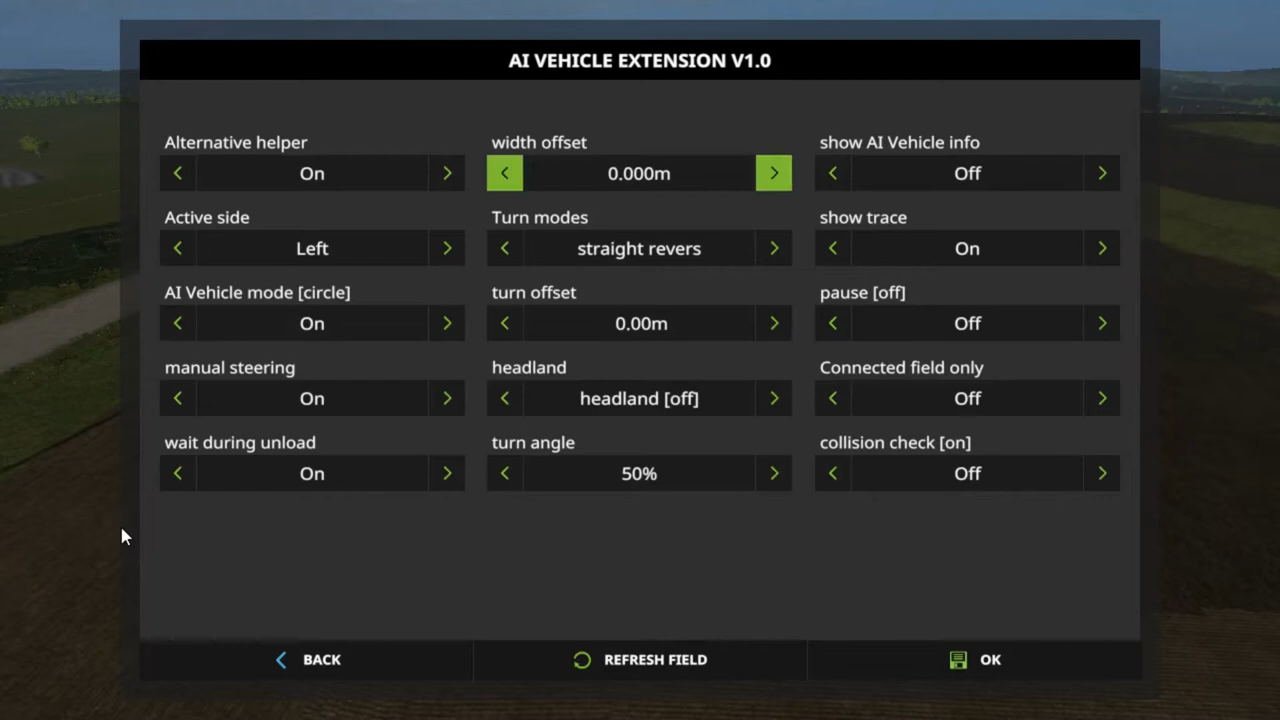 AI VEHICLE EXTENSION V1.0
Alternative helper
On
width offset
0.000m
show AI Vehicle info
Off
Active side
Left
Turn modes
straight revers
show trace
On
AI Vehicle mode [circle]
On
turn offset
0.00m
pause [off]
Off
manual steering
On
headland
headland [off]
Connected field only
Off
wait during unload
On
turn angle
50%
collision check [on]
Off
BACK
REFRESH FIELD
OK